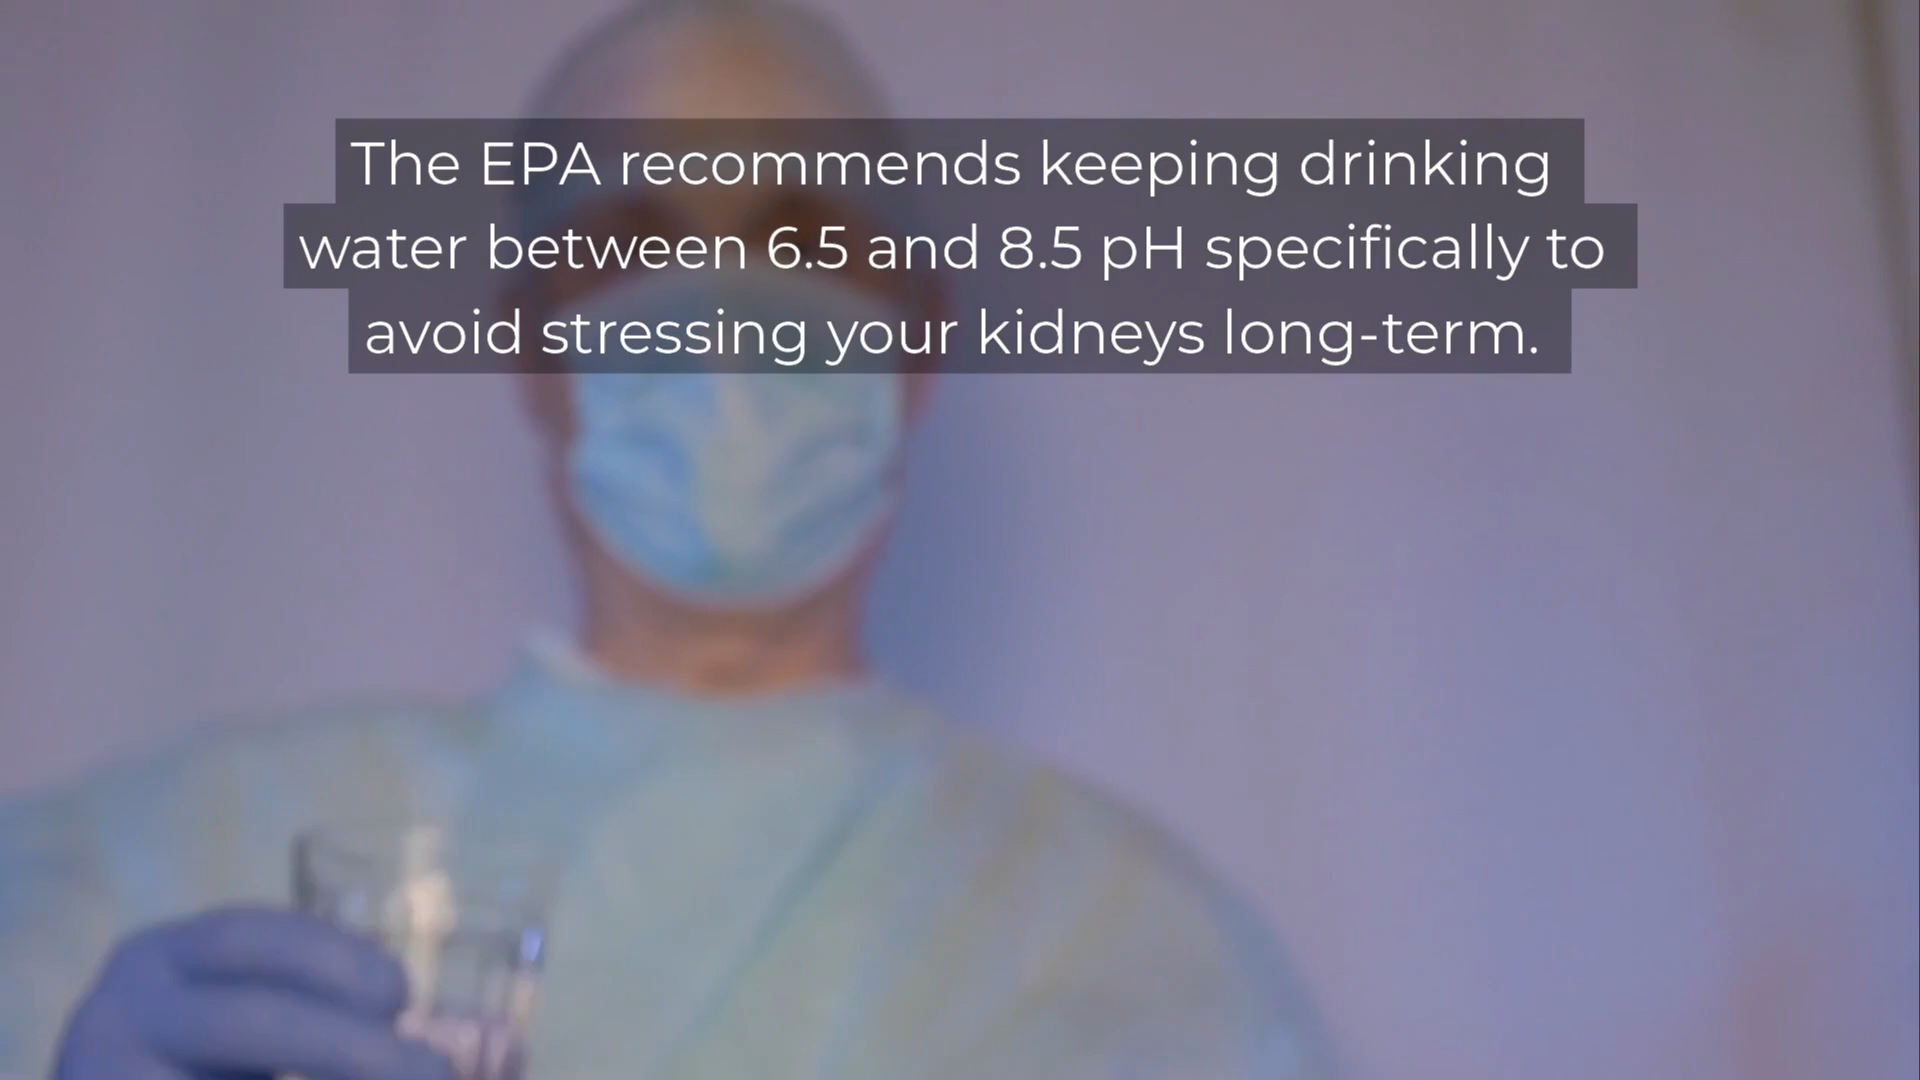 The EPA recommends keeping drinking
water between 6.5 and 8.5 pH specifically to
avoid stressing your kidneys long-term.